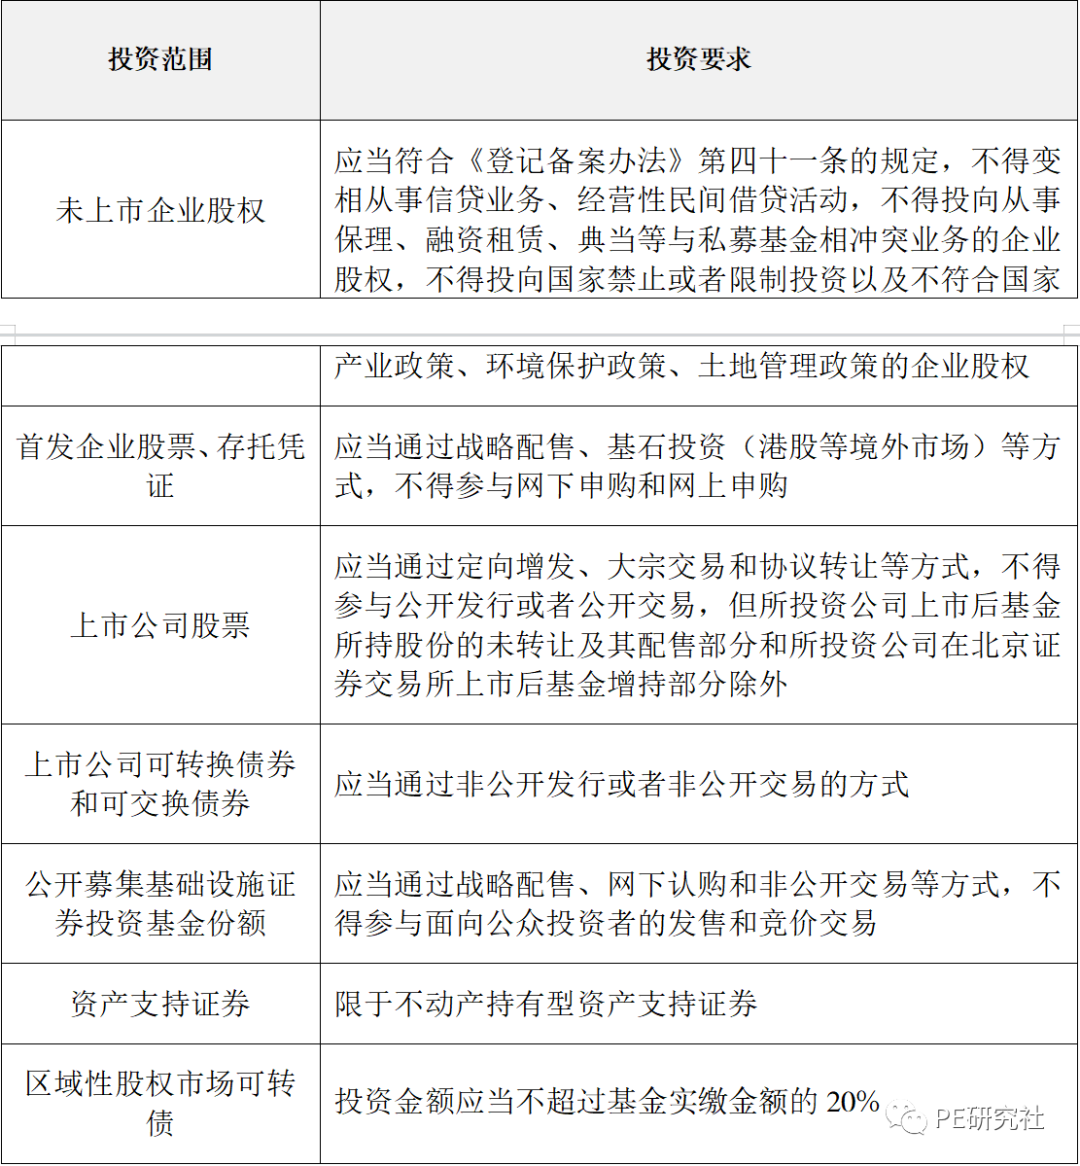 投资范围
投资要求
未上市企业股权
应当符合《登记备案办法》第四十一条的规定，不得变
相从事信贷业务、经营性民间借贷活动，不得投向从事
保理、融资租赁、典当等与私募基金相冲突业务的企业
股权，不得投向国家禁止或者限制投资以及不符合国家
产业政策、环境保护政策、土地管理政策的企业股权
首发企业股票、存托凭
证
应当通过战略配售、基石投资（港股等境外市场）等方
式，不得参与网下申购和网上申购
上市公司股票
应当通过定向增发、大宗交易和协议转让等方式，不得
参与公开发行或者公开交易，但所投资公司上市后基金
所持股份的未转让及其配售部分和所投资公司在北京证
券交易所上市后基金增持部分除外
上市公司可转换债券
和可交换债券
应当通过非公开发行或者非公开交易的方式
公开募集基础设施证
券投资基金份额
应当通过战略配售、网下认购和非公开交易等方式，不
得参与面向公众投资者的发售和竞价交易
资产支持证券
限于不动产持有型资产支持证券
区域性股权市场可转
债
投资金额应当不超过基金实缴金额的 20%
PE研究社